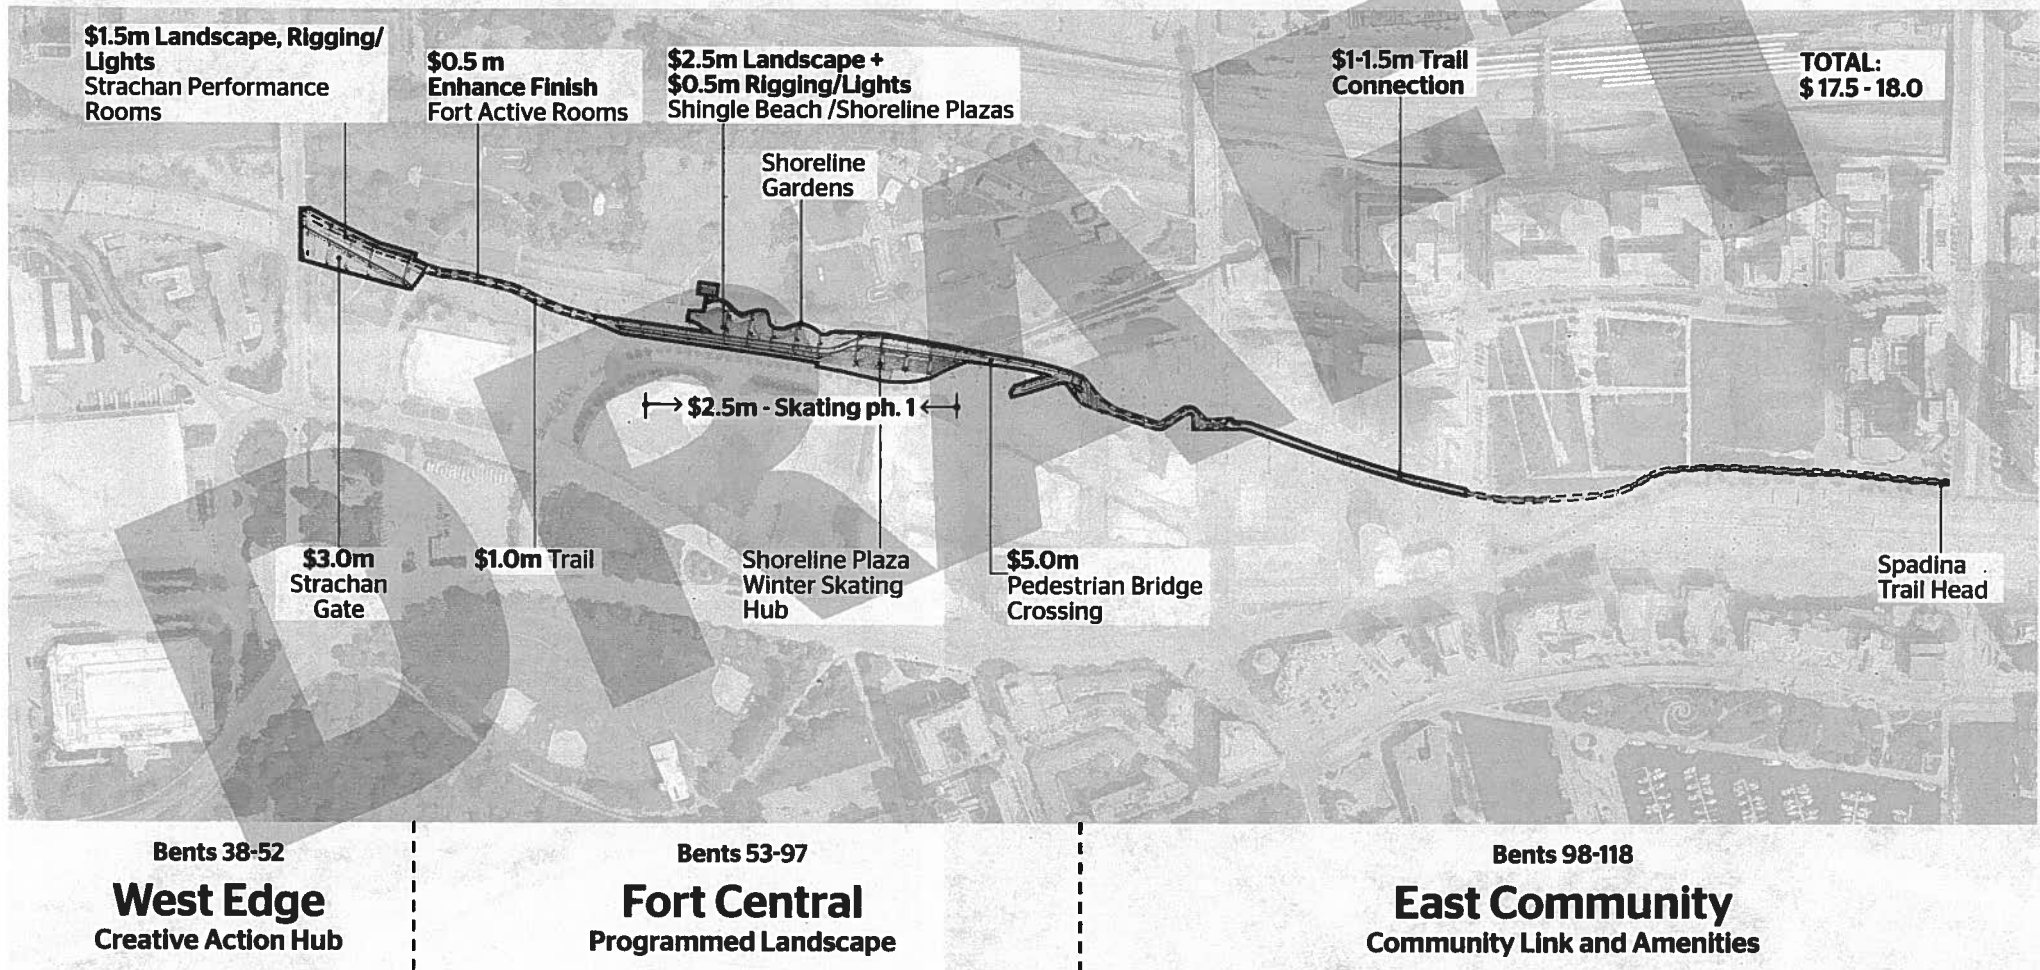 $1.5m Landscape, Rigging/
Lights
Strachan Performance
Rooms
$0.5 m
Enhance Finish
Fort Active Rooms
$2.5m Landscape +
$0.5m Rigging/Lights
Shingle Beach /Shoreline Plazas
Shoreline
Gardens
$1-1.5m Trail
Connection
TOTAL:
$ 17.5 - 18.0
$2.5m - Skating ph. 1
$3.0m
Strachan
Gate
$1.0m Trail
Shoreline Plaza
Winter Skating
Hub
$5.0m
Pedestrian Bridge
Crossing
Spadina
Trail Head
DRAFT
Bents 38-52
West Edge
Creative Action Hub
Bents 53-97
Fort Central
Programmed Landscape
Bents 98-118
East Community
Community Link and Amenities